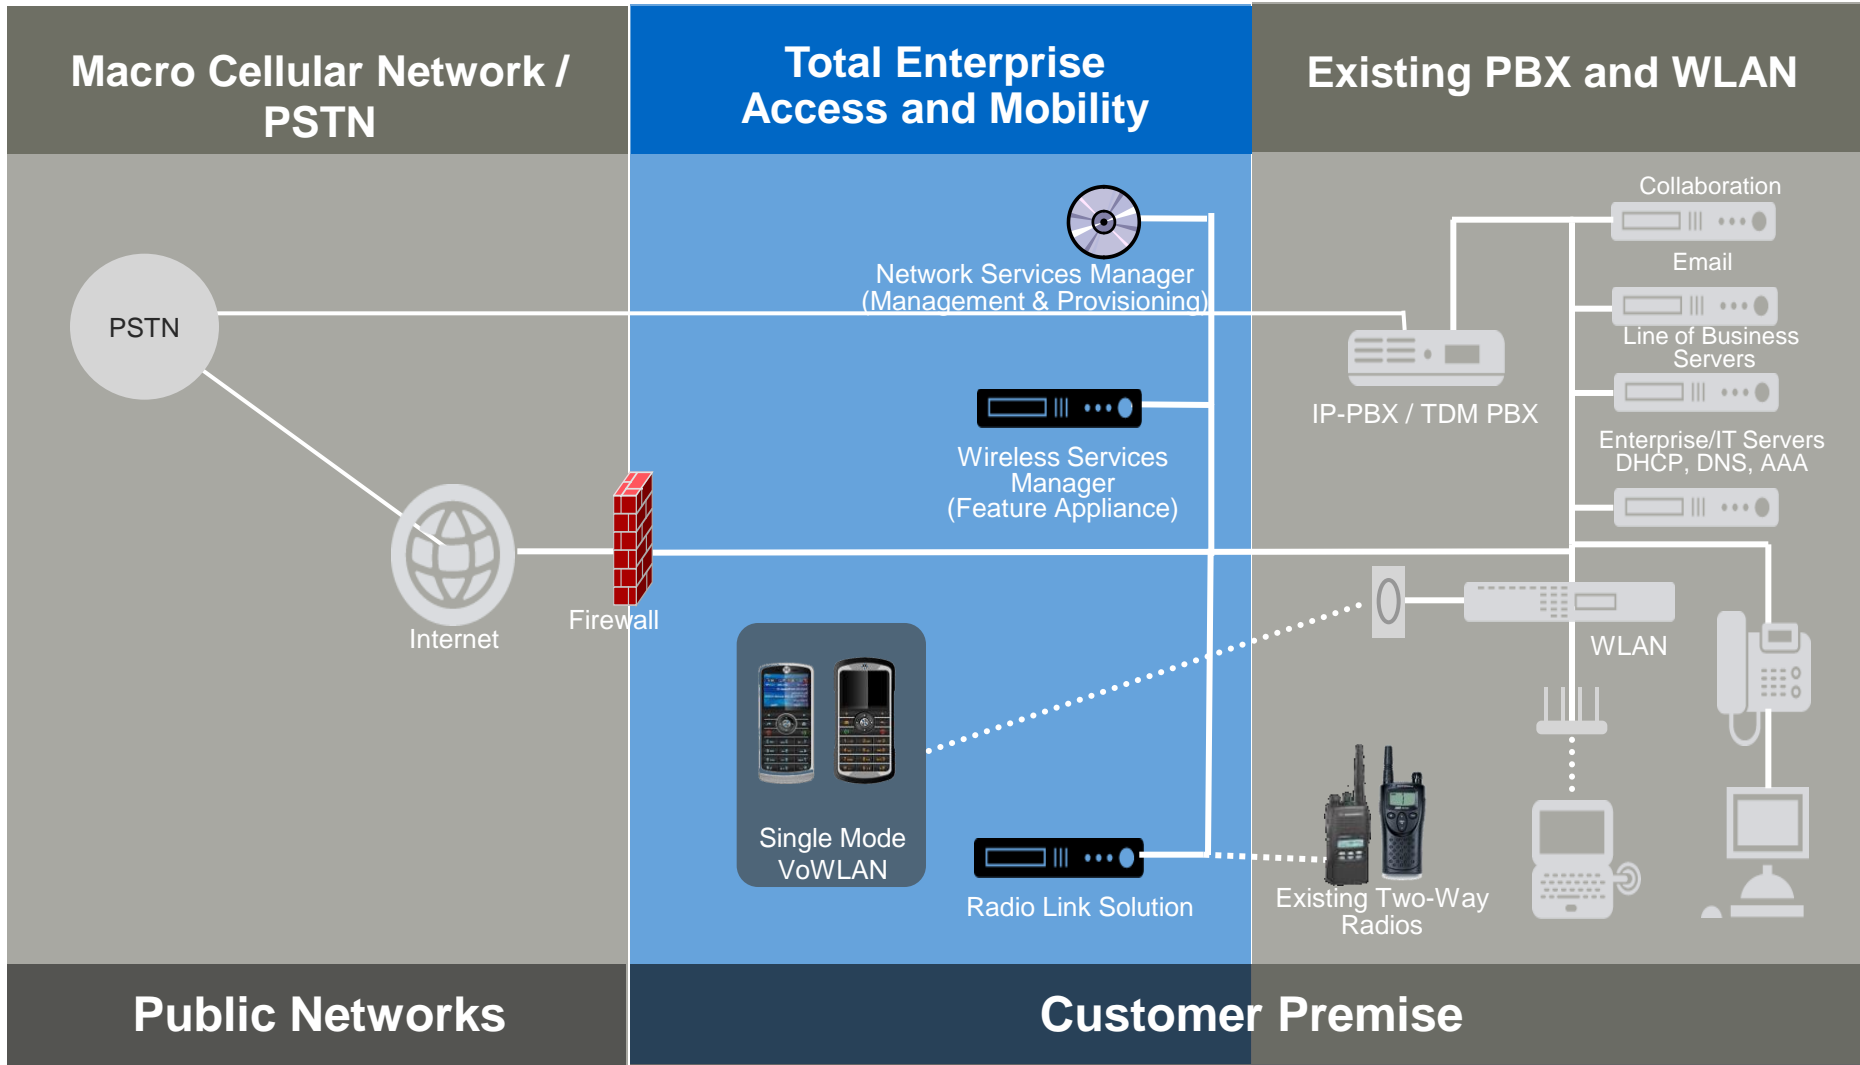 Macro Cellular Network /
PSTN
Total Enterprise
Access and Mobility
Existing PBX and WLAN
PSTN
Internet
Firewall
Network Services Manager
(Management & Provisioning)
Wireless Services
Manager
(Feature Appliance)
Single Mode
VoWLAN
Radio Link Solution
Collaboration
Email
Line of Business
Servers
IP-PBX / TDM PBX
Enterprise/IT Servers
DHCP, DNS, AAA
WLAN
Existing Two-Way
Radios
Public Networks
Customer Premise